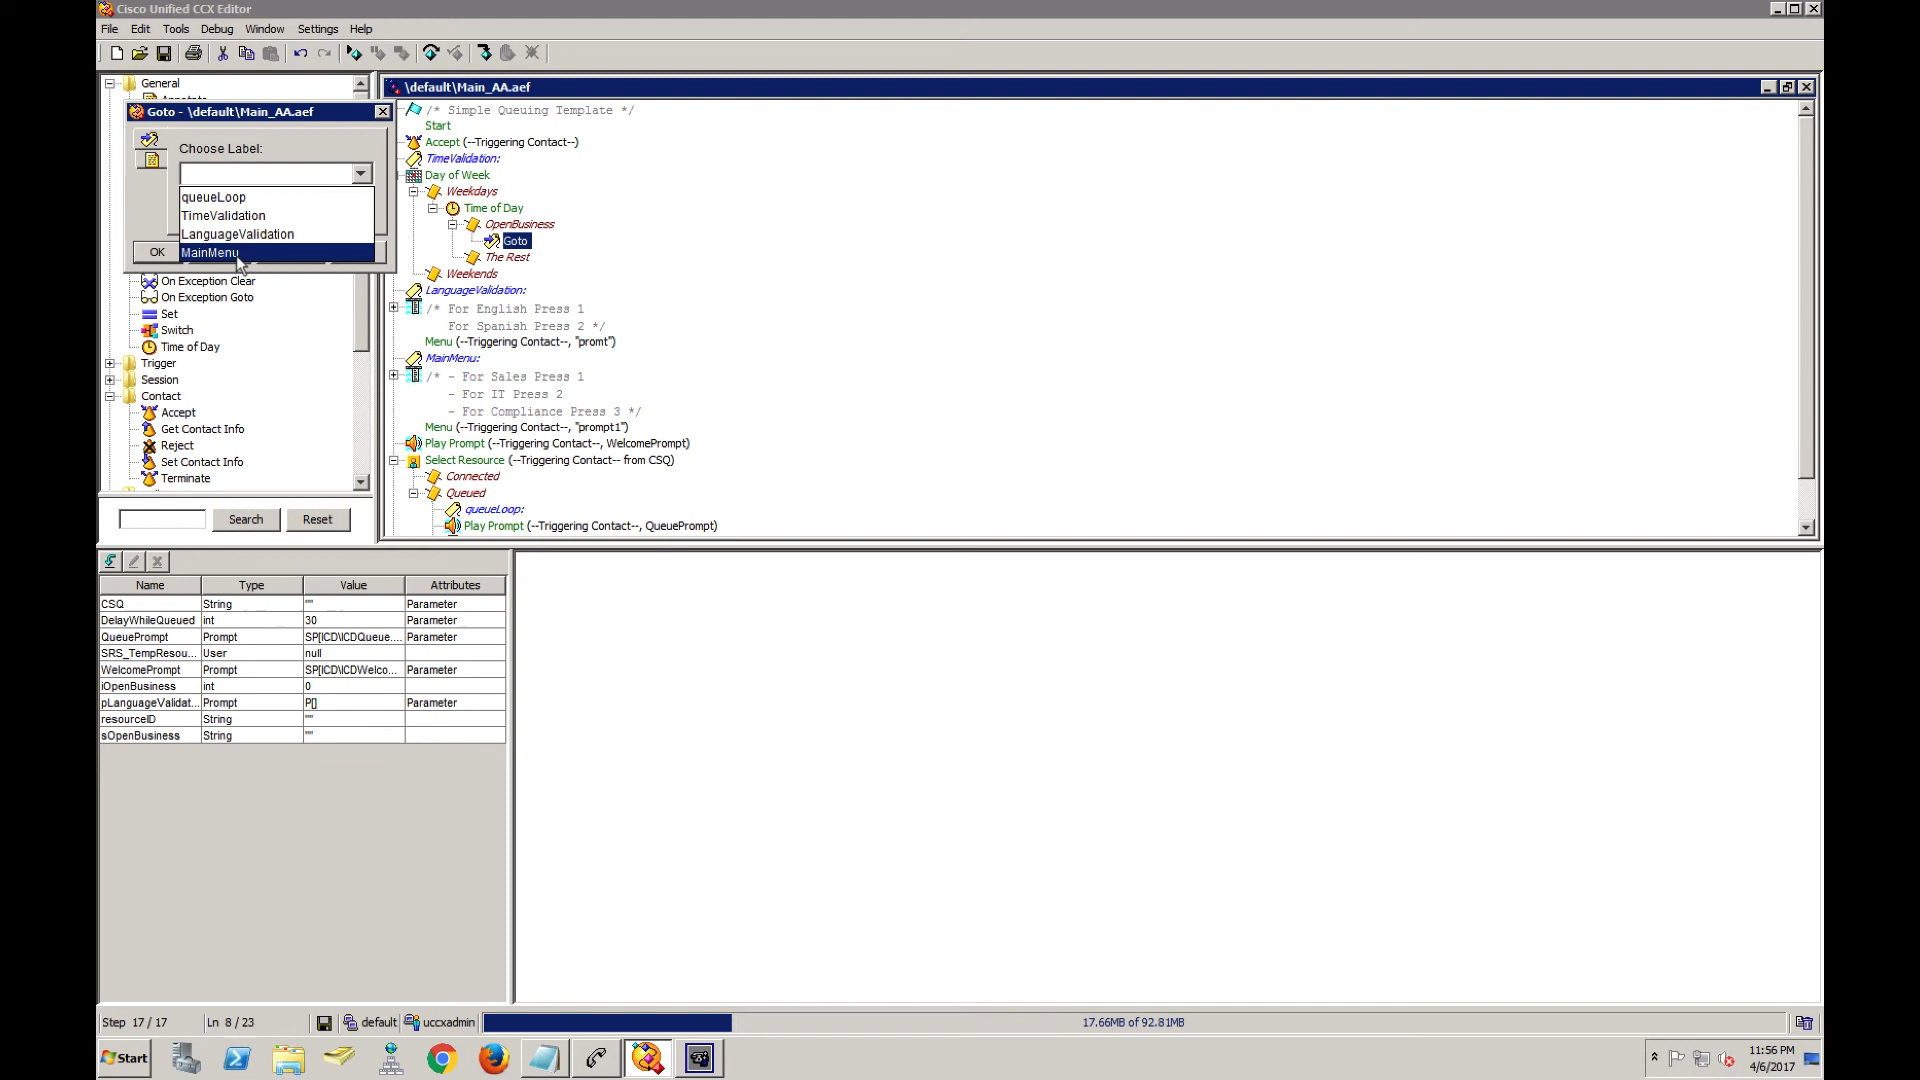 Cisco Unified CCX Editor
File Edit Tools Debug Window Settings Help
General
Goto - \default\Main_AA.aef
Choose Label:
queueLoop
TimeValidation
LanguageValidation
MainMenu
OK
On Exception Clear
On Exception Goto
Set
Switch
Time of Day
Trigger
Session
Contact
Accept
Get Contact Info
Reject
Set Contact Info
Terminate
Search Reset
\default\Main_AA.aef
/* Simple Queuing Template */
Start
Accept (--Triggering Contact--)
TimeValidation:
Day of Week
Weekdays
Time of Day
OpenBusiness
Goto
The Rest
Weekends
LanguageValidation:
/* For English Press 1
For Spanish Press 2 */
Menu (--Triggering Contact--, "promt")
MainMenu:
/* - For Sales Press 1
- For IT Press 2
- For Compliance Press 3 */
Menu (--Triggering Contact--, "prompt1")
Play Prompt (--Triggering Contact--, WelcomePrompt)
Select Resource (--Triggering Contact-- from CSQ)
Connected
Queued
queueLoop:
Play Prompt (--Triggering Contact--, QueuePrompt)
Name Type Value Attributes
CSQ String "" Parameter
DelayWhileQueued int 30 Parameter
QueuePrompt Prompt SP[ICD\ICDQueue.... Parameter
SRS_TempResou... User null
WelcomePrompt Prompt SP[ICD\ICDWelco... Parameter
iOpenBusiness int 0
pLanguageValidat... Prompt P[] Parameter
resourceID String ""
sOpenBusiness String ""
Step 17 / 17 Ln 8 / 23 default uccxadmin 17.66MB of 92.81MB
Start
11:56 PM
4/6/2017